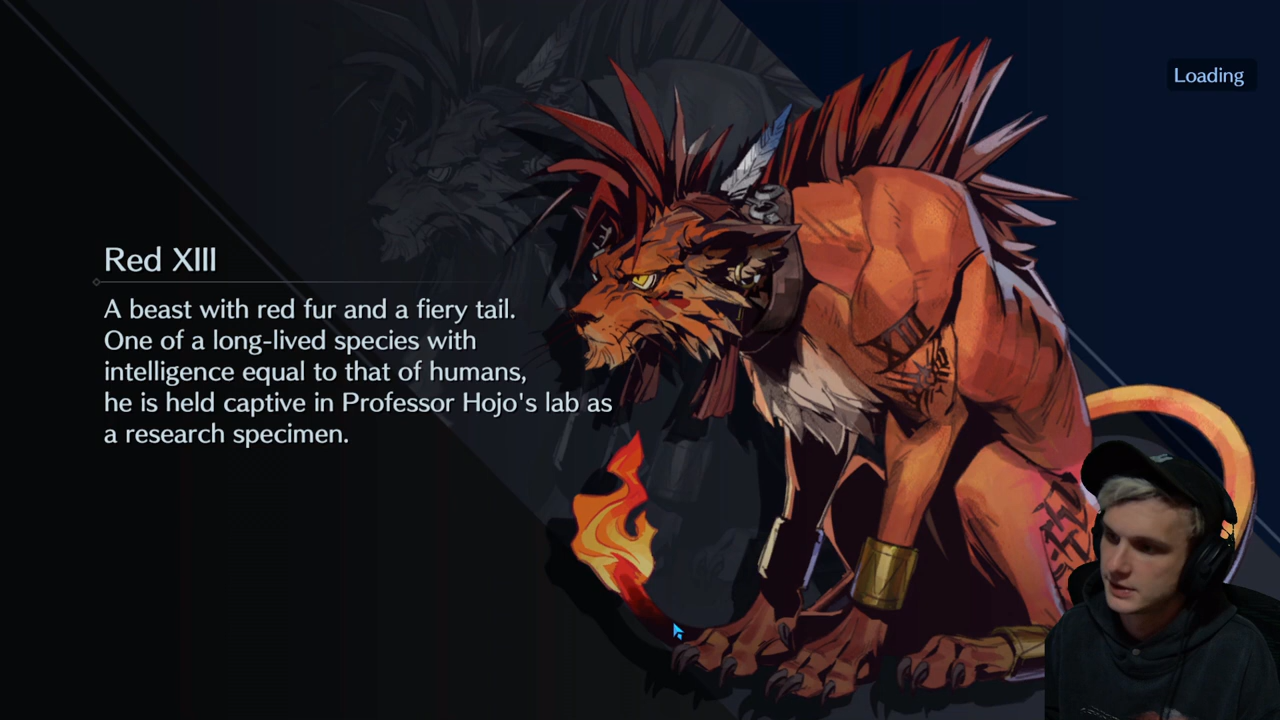 Loading
Red XIII
A beast with red fur and a fiery tail.
One of a long-lived species with
intelligence equal to that of humans,
he is held captive in Professor Hojo's lab as
a research specimen.
XIII